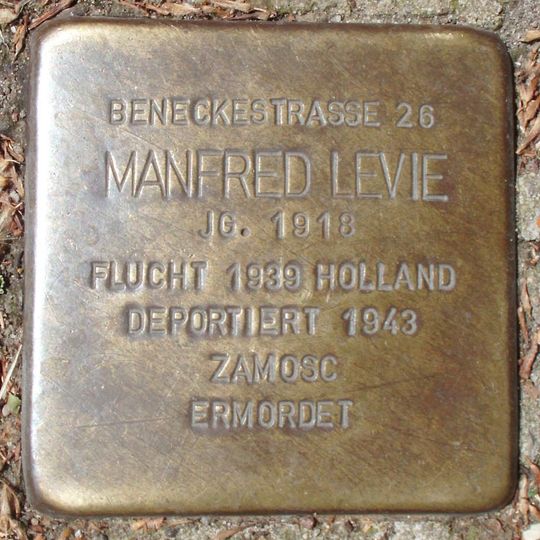 BENECKESTRASSE 26
MANFRED LEVIE
JG. 1918
FLUCHT 1939 HOLLAND
DEPORTIERT 1943
ZAMOSC
ERMORDET